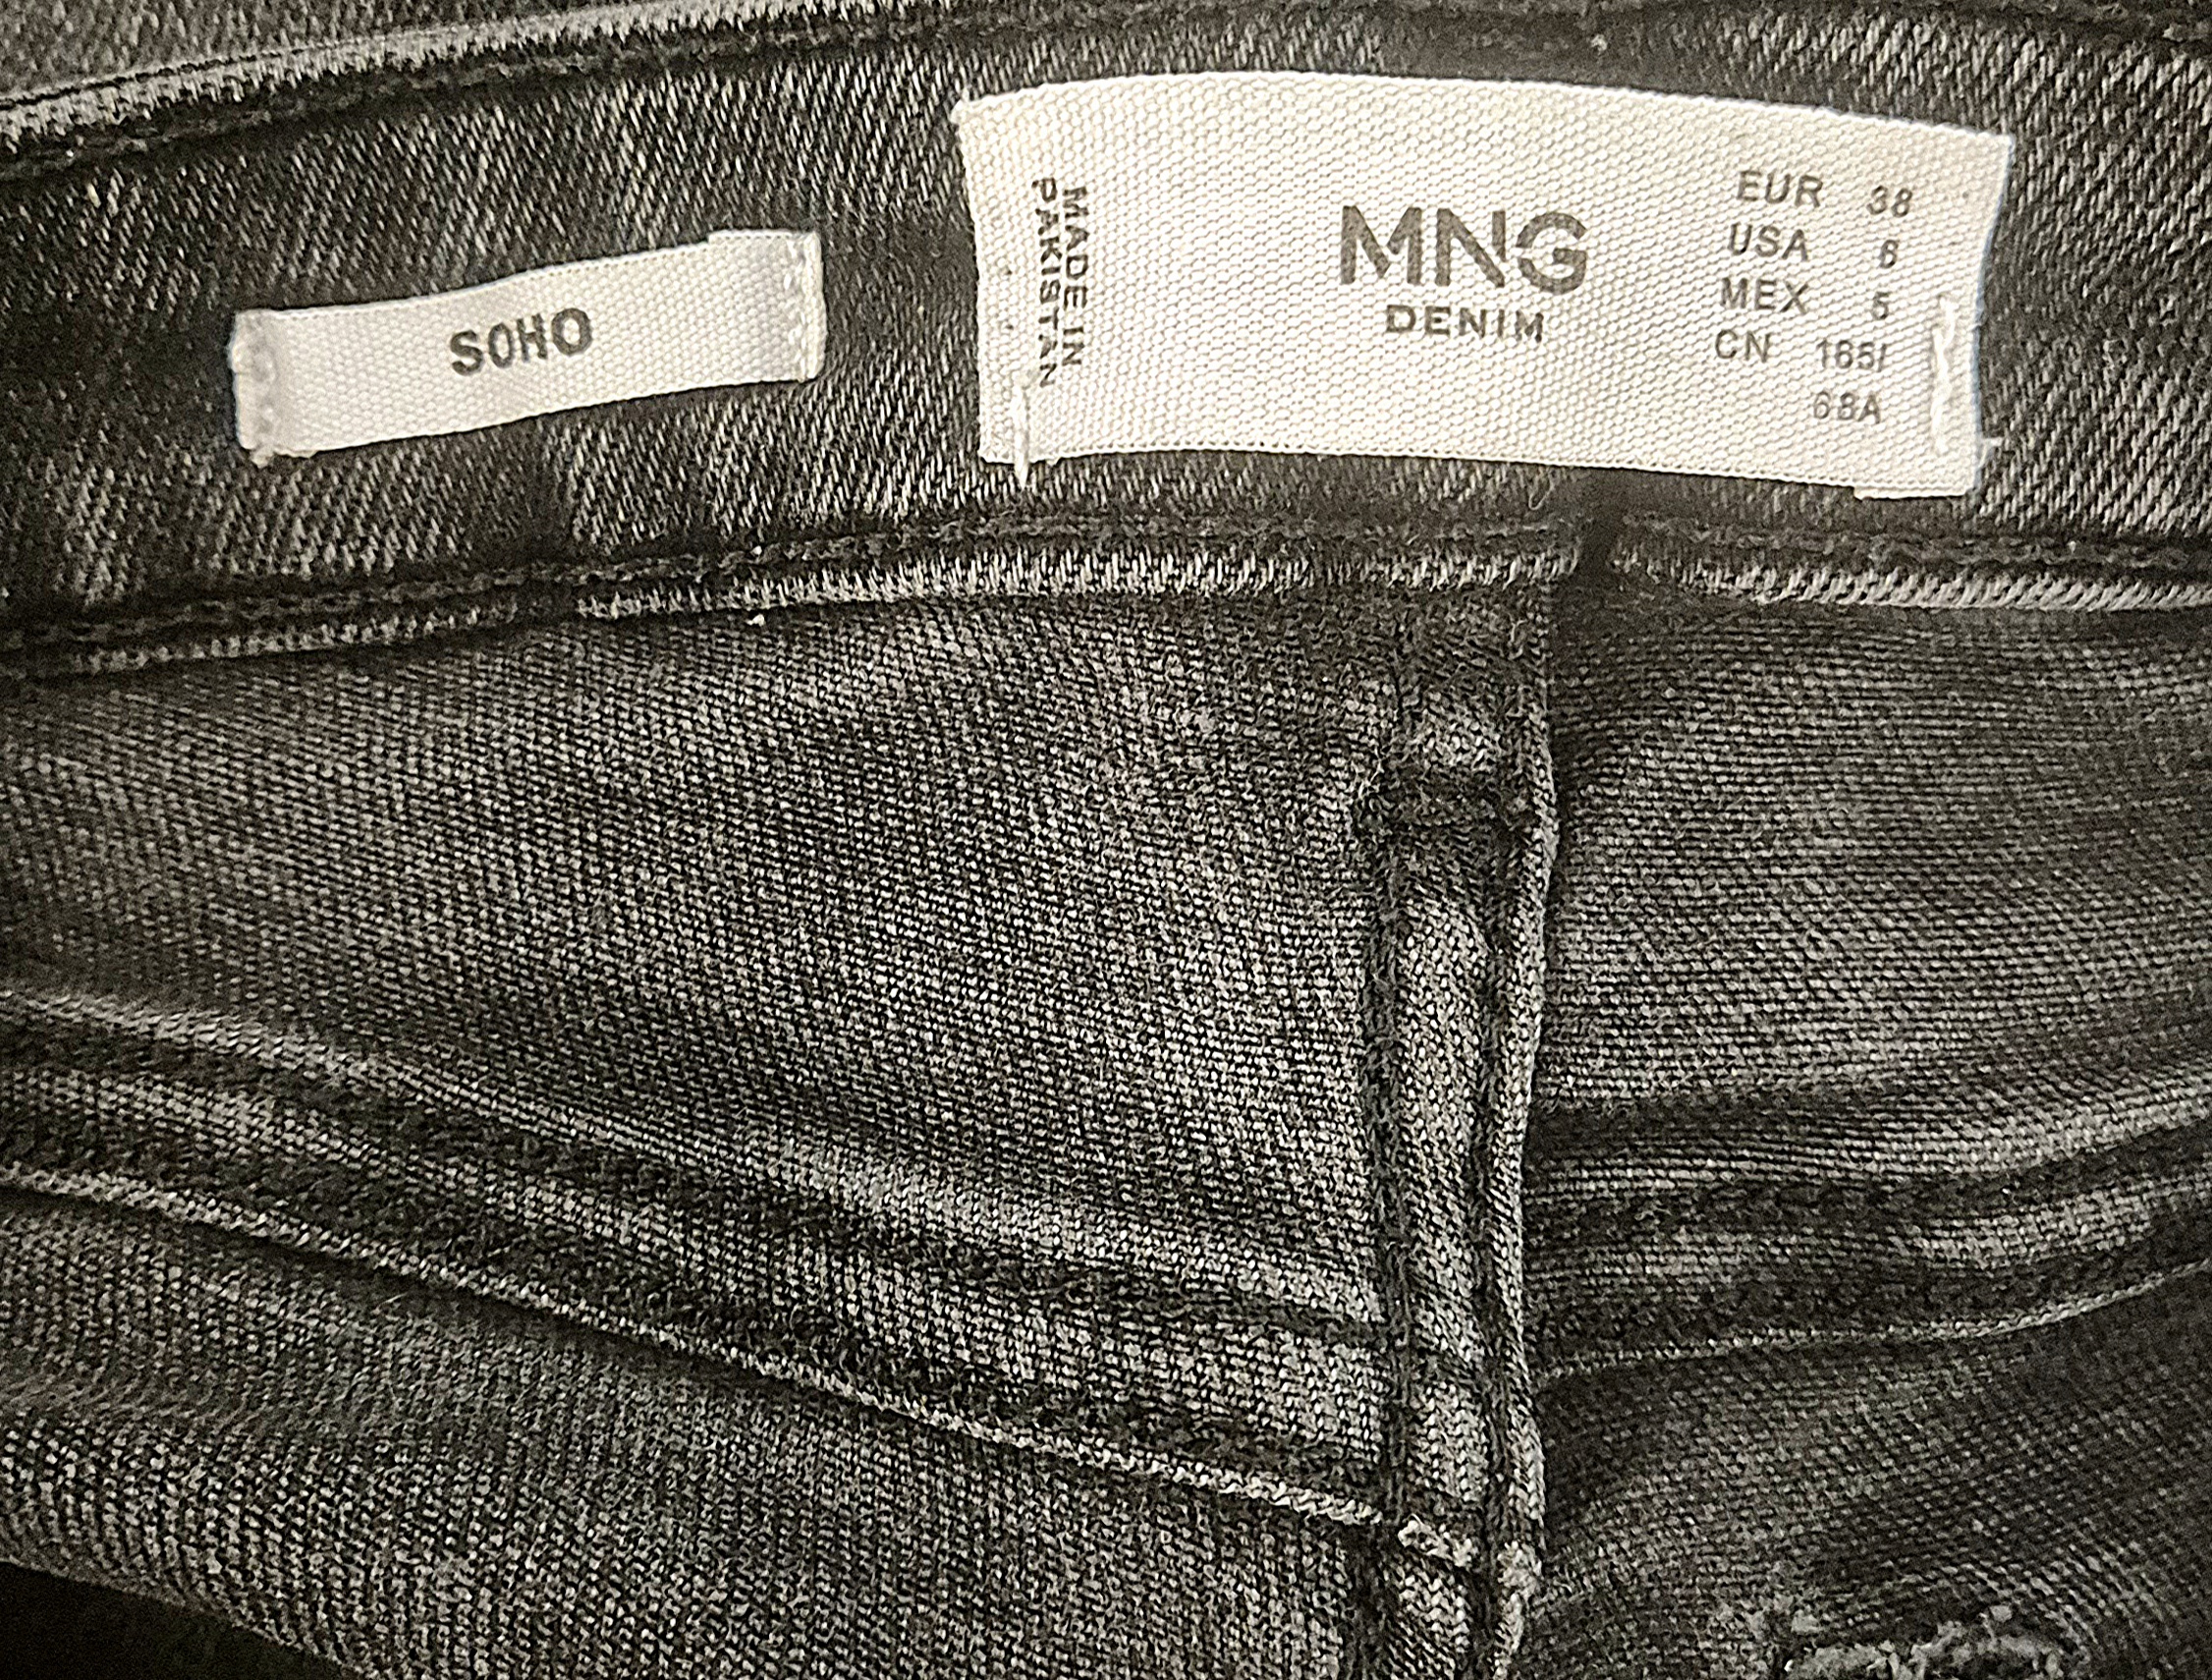 SOHO
MADE IN
PAKISTAN
MNG
DENIM
EUR 38
USA 6
MEX 5
CN 165/
68A